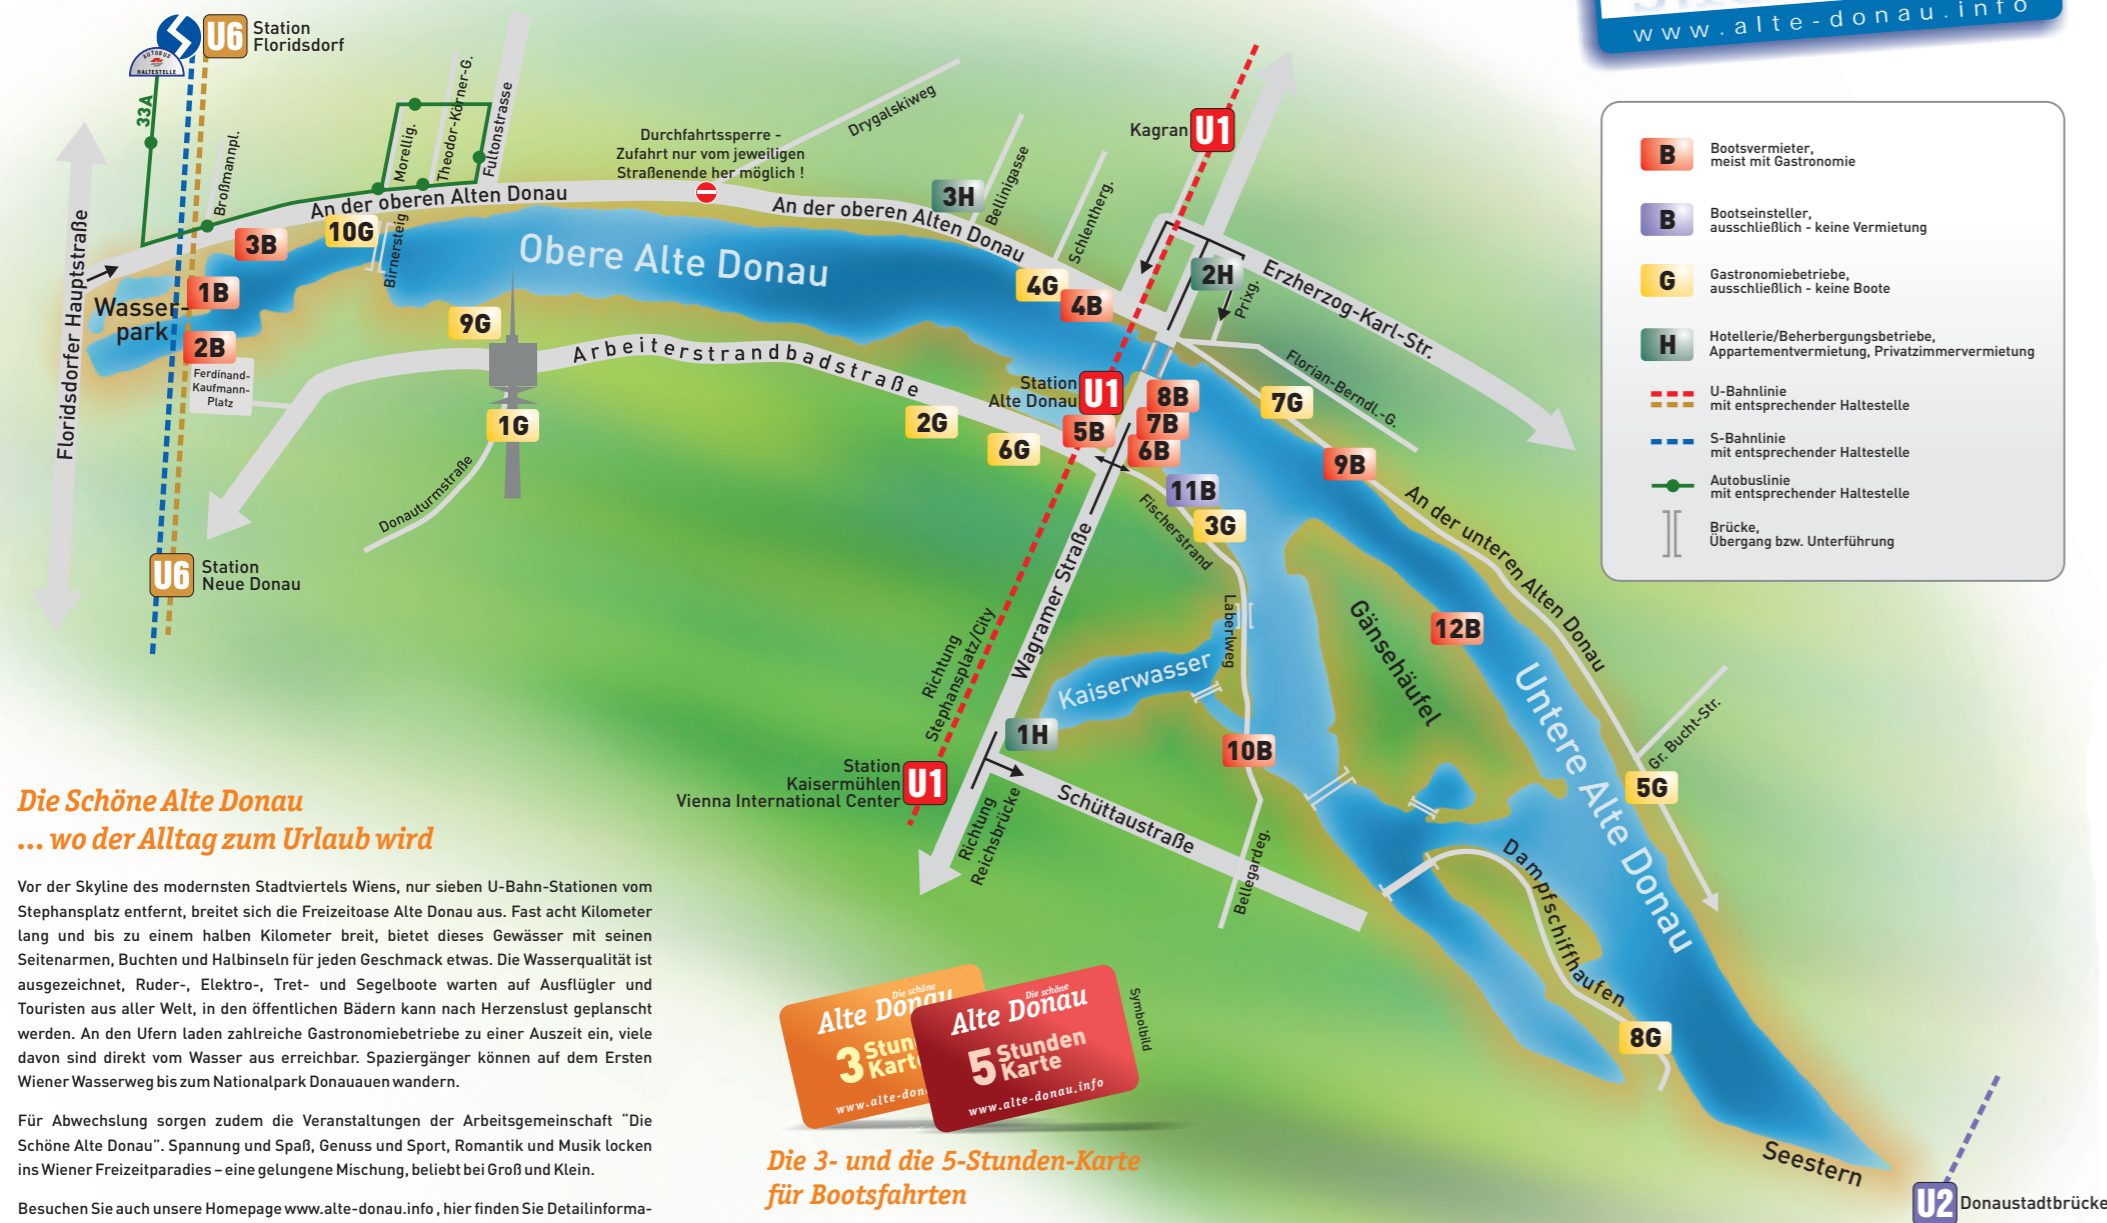 www.alte-donau.info
U6 Station
Floridsdorf
AUTOBUS
HALTESTELLE
33A
Floridsdorfer Hauptstraße
Broßmannpl.
Morellig.
Theodor-Körner-G.
Fultonstrasse
An der oberen Alten Donau
Durchfahrtssperre -
Zufahrt nur vom jeweiligen
Straßenende her möglich !
Drygalskiweg
An der oberen Alten Donau
3H
Bellinigasse
Schlentherg.
Kagran U1
2H
Prixg.
Erzherzog-Karl-Str.
Florian-Berndl.-G.
3B
10G
Birnersteig
Obere Alte Donau
1B
Wasser-
park
2B
Ferdinand-
Kaufmann-
Platz
9G
1G
Donauturmstraße
Arbeiterstrandbadstraße
4G
4B
Station
Alte Donau U1
2G
6G
5B
8B
7B
6B
7G
9B
11B
3G
Fischerstrand
An der unteren Alten Donau
U6 Station
Neue Donau
Wagramer Straße
Richtung
Stephansplatz/City
Laberlweg
Kaiserwasser
Gänsehäufel
12B
Untere Alte Donau
1H
10B
Gr. Bucht-Str.
5G
Station
Kaisermühlen
Vienna International Center U1
Richtung
Reichsbrücke
Schüttaustraße
Bellegardeg.
Dampfschiffhaufen
8G
Seestern
U2 Donaustadtbrücke
B Bootsvermieter,
meist mit Gastronomie
B Bootseinsteller,
ausschließlich - keine Vermietung
G Gastronomiebetriebe,
ausschließlich - keine Boote
H Hotellerie/Beherbergungsbetriebe,
Appartementvermietung, Privatzimmervermietung
U-Bahnlinie
mit entsprechender Haltestelle
S-Bahnlinie
mit entsprechender Haltestelle
Autobuslinie
mit entsprechender Haltestelle
Brücke,
Übergang bzw. Unterführung
Die Schöne Alte Donau
... wo der Alltag zum Urlaub wird
Vor der Skyline des modernsten Stadtviertels Wiens, nur sieben U-Bahn-Stationen vom
Stephansplatz entfernt, breitet sich die Freizeitoase Alte Donau aus. Fast acht Kilometer
lang und bis zu einem halben Kilometer breit, bietet dieses Gewässer mit seinen
Seitenarmen, Buchten und Halbinseln für jeden Geschmack etwas. Die Wasserqualität ist
ausgezeichnet, Ruder-, Elektro-, Tret- und Segelboote warten auf Ausflügler und
Touristen aus aller Welt, in den öffentlichen Bädern kann nach Herzenslust geplanscht
werden. An den Ufern laden zahlreiche Gastronomiebetriebe zu einer Auszeit ein, viele
davon sind direkt vom Wasser aus erreichbar. Spaziergänger können auf dem Ersten
Wiener Wasserweg bis zum Nationalpark Donauauen wandern.
Für Abwechslung sorgen zudem die Veranstaltungen der Arbeitsgemeinschaft “Die
Schöne Alte Donau”. Spannung und Spaß, Genuss und Sport, Romantik und Musik locken
ins Wiener Freizeitparadies – eine gelungene Mischung, beliebt bei Groß und Klein.
Besuchen Sie auch unsere Homepage www.alte-donau.info , hier finden Sie Detailinforma-
Die schöne
Alte Donau
3 Stun
Karte
www.alte-don
Die schöne
Alte Donau
5 Stunden
Karte
www.alte-donau.info
Symbolbild
Die 3- und die 5-Stunden-Karte
für Bootsfahrten